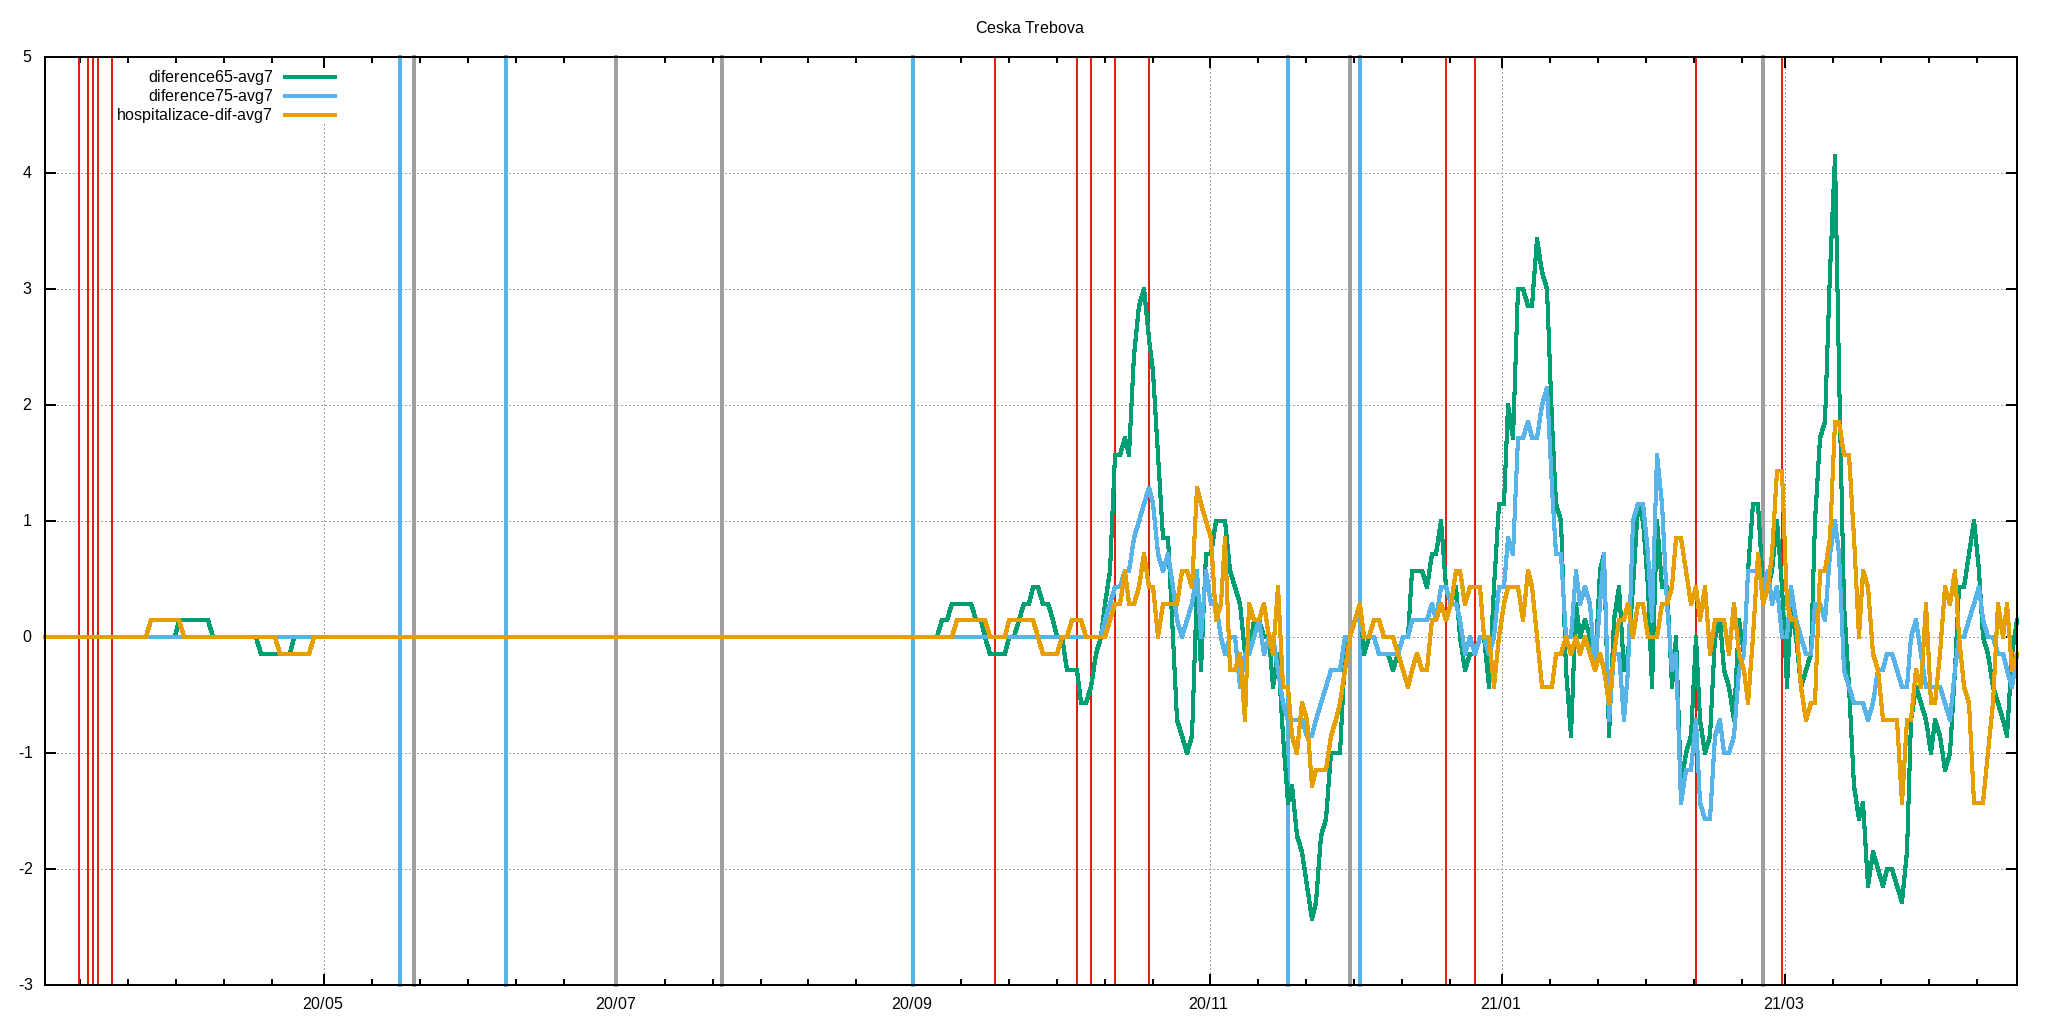 Ceska Trebova
5
diference65-avg7
diference75-avg7
hospitalizace-dif-avg7
4
3
2
1
0
-1
-2
-3
20/05 20/07 20/09 20/11 21/01 21/03